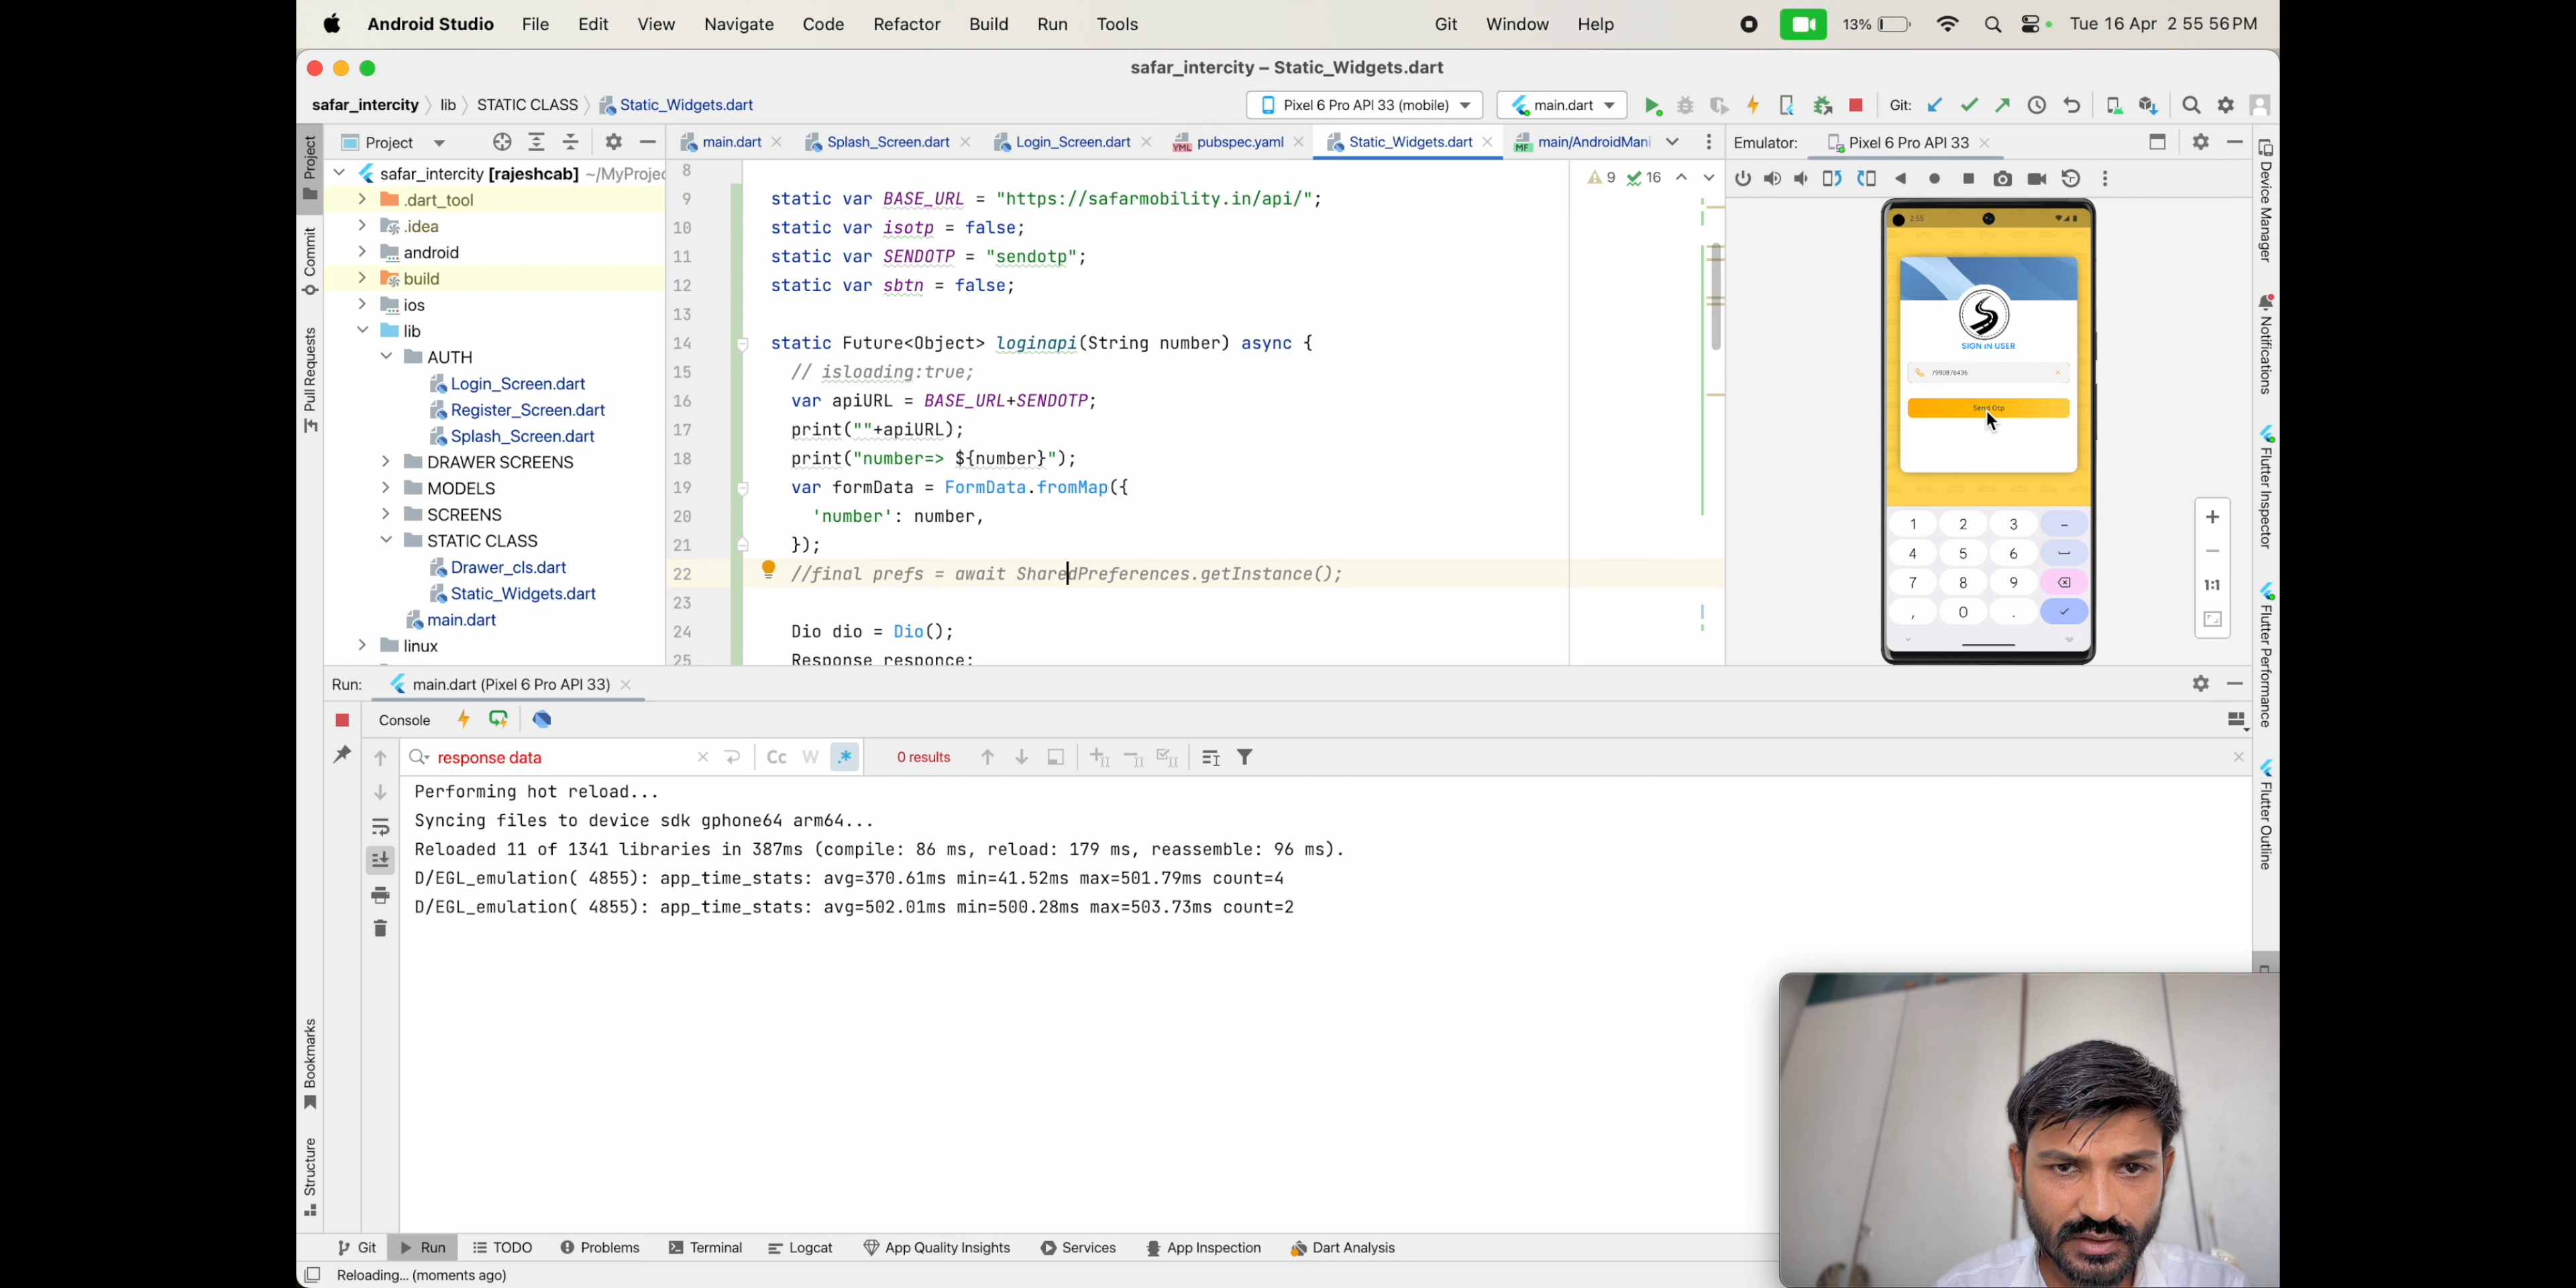 Android Studio File Edit View Navigate Code Refactor Build Run Tools Git Window Help 13% Tue 16 Apr 2 55 56 PM
safar_intercity – Static_Widgets.dart
safar_intercity lib STATIC CLASS Static_Widgets.dart Pixel 6 Pro API 33 (mobile) main.dart Git:
Project main.dart Splash_Screen.dart Login_Screen.dart pubspec.yaml Static_Widgets.dart main/AndroidMani Emulator: Pixel 6 Pro API 33
Project
Commit
Pull Requests
Bookmarks
Structure
safar_intercity [rajeshcab] ~/MyProjec
.dart_tool
.idea
android
build
ios
lib
AUTH
Login_Screen.dart
Register_Screen.dart
Splash_Screen.dart
DRAWER SCREENS
MODELS
SCREENS
STATIC CLASS
Drawer_cls.dart
Static_Widgets.dart
main.dart
linux
9 16
8
9 static var BASE_URL = "https://safarmobility.in/api/";
10 static var isotp = false;
11 static var SENDOTP = "sendotp";
12 static var sbtn = false;
13
14 static Future<Object> loginapi(String number) async {
15 // isloading:true;
16 var apiURL = BASE_URL+SENDOTP;
17 print(""+apiURL);
18 print("number=> ${number}");
19 var formData = FormData.fromMap({
20 'number': number,
21 });
22 //final prefs = await SharedPreferences.getInstance();
23
24 Dio dio = Dio();
25 Response responce;
2:55
SIGN IN USER
7990876436
Send Otp
1 2 3 -
4 5 6
7 8 9
, 0 .
1:1
Device Manager
Notifications
Flutter Inspector
Flutter Performance
Flutter Outline
Run: main.dart (Pixel 6 Pro API 33)
Console
response data Cc W .* 0 results
Performing hot reload...
Syncing files to device sdk gphone64 arm64...
Reloaded 11 of 1341 libraries in 387ms (compile: 86 ms, reload: 179 ms, reassemble: 96 ms).
D/EGL_emulation( 4855): app_time_stats: avg=370.61ms min=41.52ms max=501.79ms count=4
D/EGL_emulation( 4855): app_time_stats: avg=502.01ms min=500.28ms max=503.73ms count=2
Git Run TODO Problems Terminal Logcat App Quality Insights Services App Inspection Dart Analysis
Reloading... (moments ago)